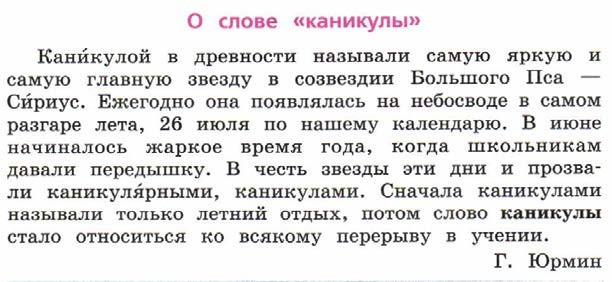 О слове «каникулы»
Кани́кулой в древности называли самую яркую и
самую главную звезду в созвездии Большого Пса —
Си́риус. Ежегодно она появлялась на небосводе в самом
разгаре лета, 26 июля по нашему календарю. В июне
начиналось жаркое время года, когда школьникам
давали передышку. В честь звезды эти дни и прозва-
ли каникуля́рными, каникулами. Сначала каникулами
называли только летний отдых, потом слово каникулы
стало относиться ко всякому перерыву в учении.
Г. Юрмин